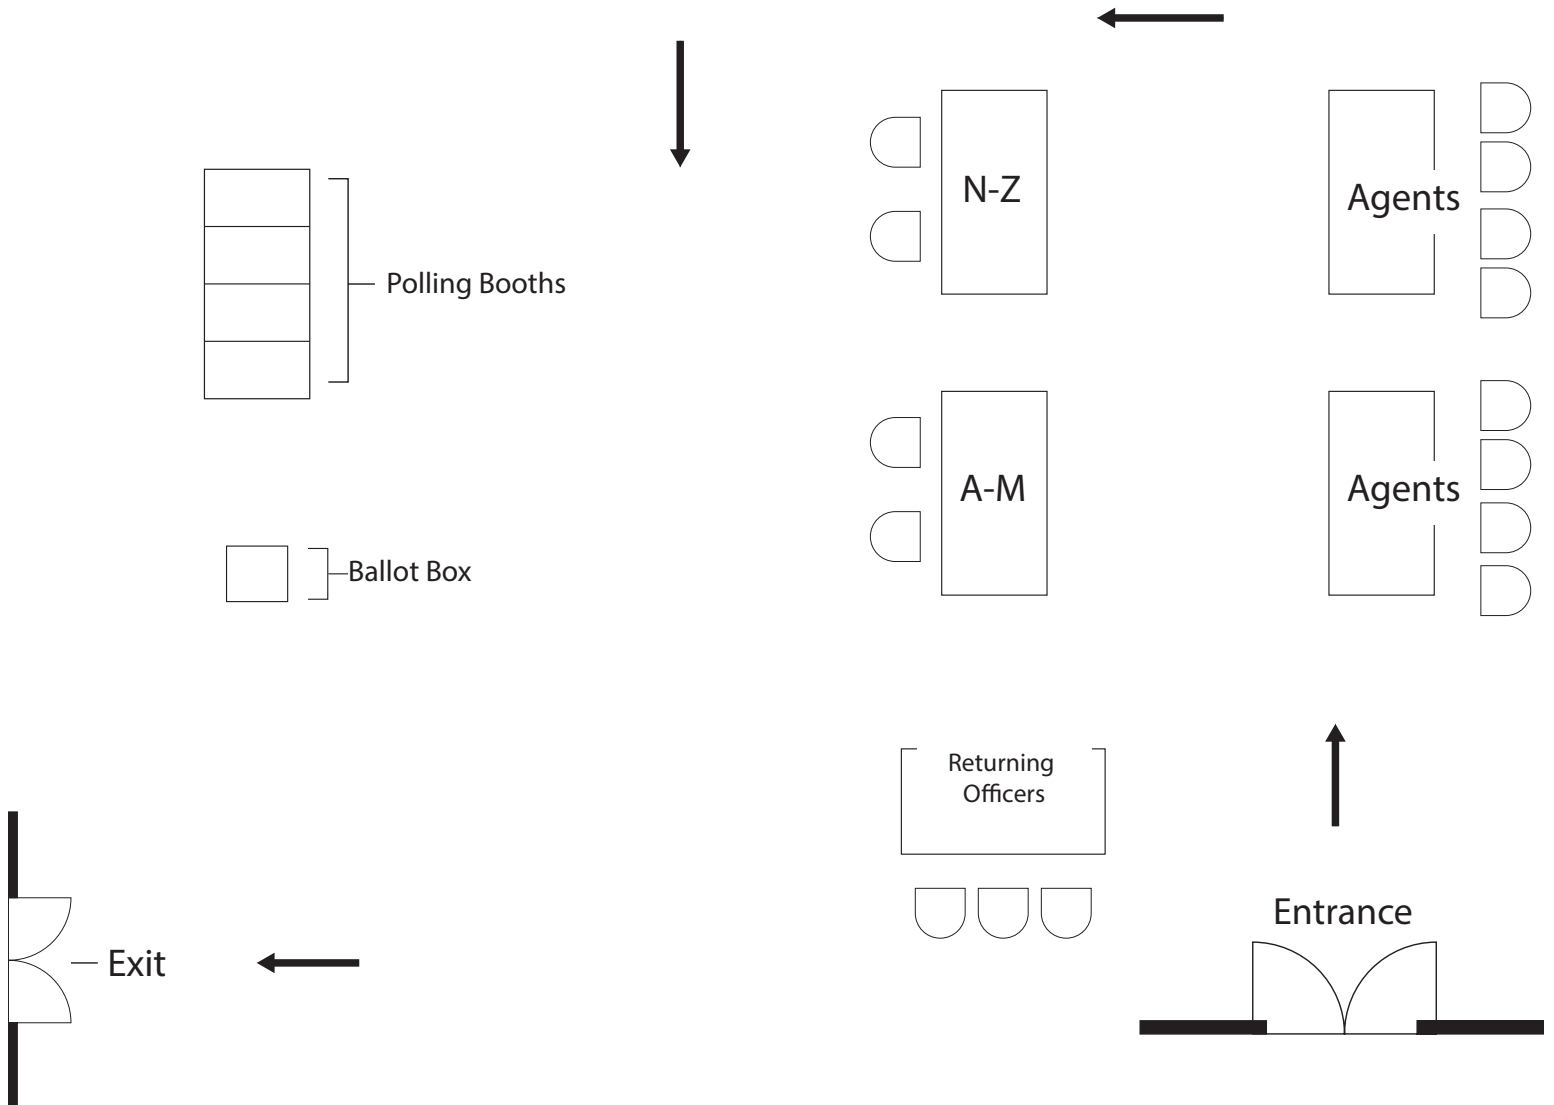 N-Z
Agents
Polling Booths
A-M
Agents
Ballot Box
Returning
Officers
Entrance
Exit